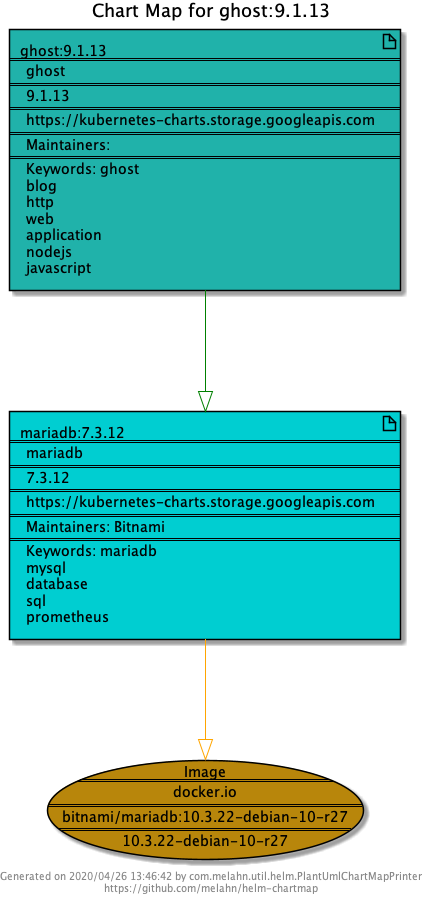 Chart Map for ghost:9.1.13
ghost:9.1.13
ghost
9.1.13
https://kubernetes-charts.storage.googleapis.com
Maintainers:
Keywords: ghost
blog
http
web
application
nodejs
javascript
mariadb:7.3.12
mariadb
7.3.12
https://kubernetes-charts.storage.googleapis.com
Maintainers: Bitnami
Keywords: mariadb
mysql
database
sql
prometheus
Image
docker.io
bitnami/mariadb:10.3.22-debian-10-r27
10.3.22-debian-10-r27
Generated on 2020/04/26 13:46:42 by com.melahn.util.helm.PlantUmlChartMapPrinter
https://github.com/melahn/helm-chartmap